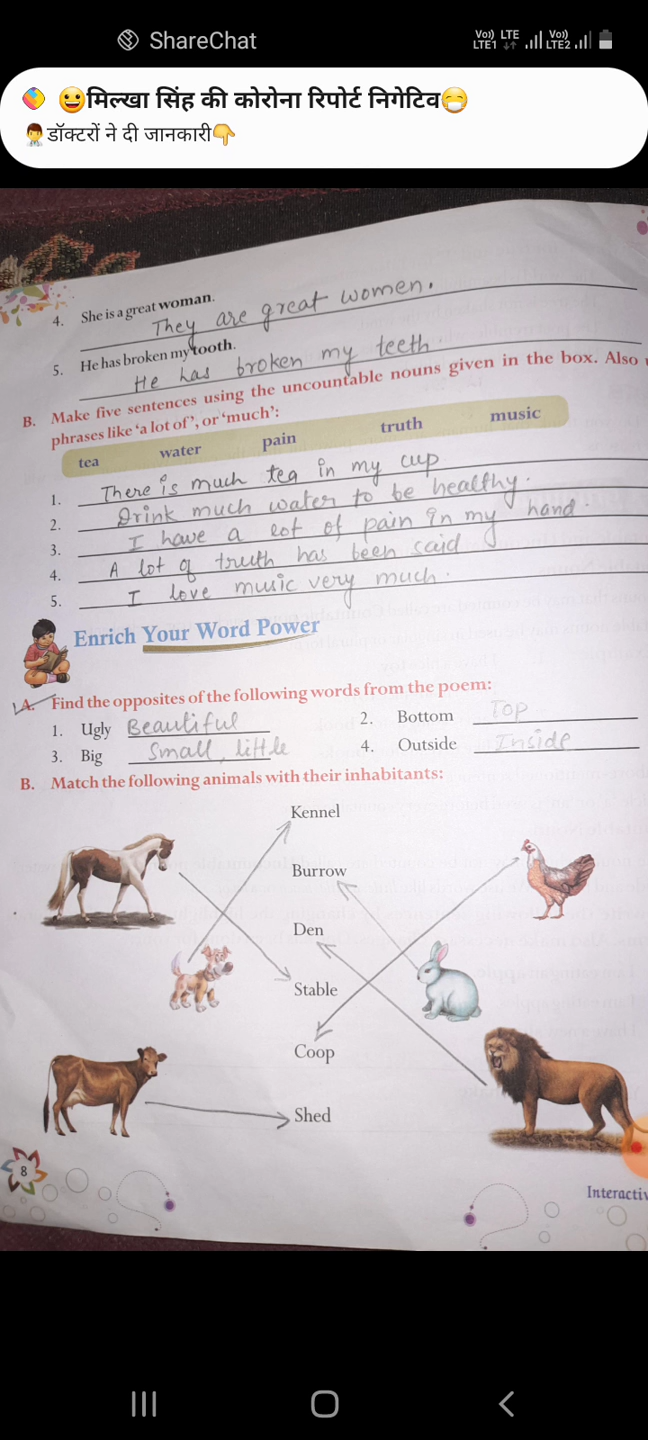 ShareChat
Vo) LTE Vo)
LTE1 LTE2
😀मिल्खा सिंह की कोरोना रिपोर्ट निगेटिव😷
👨‍⚕️डॉक्टरों ने दी जानकारी👇
4. She is a great woman.
They are great women.
5. He has broken my tooth.
He has broken my teeth.
B. Make five sentences using the uncountable nouns given in the box. Also
phrases like 'a lot of', or 'much':
tea water pain truth music
1. There is much tea in my cup
2. Drink much water to be healthy.
3. I have a lot of pain in my hand.
4. A lot of truth has been said
5. I love music very much.
Enrich Your Word Power
A. Find the opposites of the following words from the poem:
1. Ugly Beautiful 2. Bottom Top
3. Big Small, little 4. Outside Inside
B. Match the following animals with their inhabitants:
Kennel
Burrow
Den
Stable
Coop
Shed
8